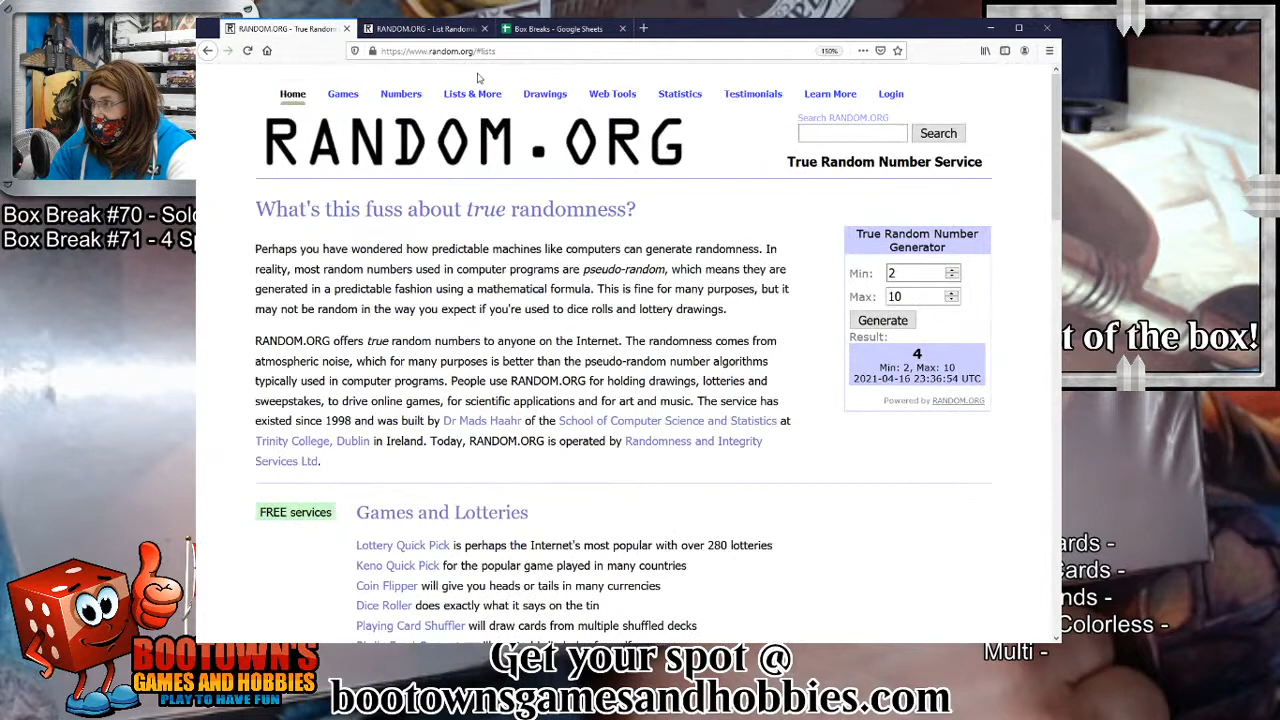 RANDOM.ORG - True Random
RANDOM.ORG - List Randomi
Box Breaks - Google Sheets
https://www.random.org/#lists
150%
Home Games Numbers Lists & More Drawings Web Tools Statistics Testimonials Learn More Login
RANDOM.ORG
Search RANDOM.ORG
Search
True Random Number Service
What's this fuss about true randomness?
Perhaps you have wondered how predictable machines like computers can generate randomness. In
reality, most random numbers used in computer programs are pseudo-random, which means they are
generated in a predictable fashion using a mathematical formula. This is fine for many purposes, but it
may not be random in the way you expect if you're used to dice rolls and lottery drawings.
RANDOM.ORG offers true random numbers to anyone on the Internet. The randomness comes from
atmospheric noise, which for many purposes is better than the pseudo-random number algorithms
typically used in computer programs. People use RANDOM.ORG for holding drawings, lotteries and
sweepstakes, to drive online games, for scientific applications and for art and music. The service has
existed since 1998 and was built by Dr Mads Haahr of the School of Computer Science and Statistics at
Trinity College, Dublin in Ireland. Today, RANDOM.ORG is operated by Randomness and Integrity
Services Ltd.
True Random Number
Generator
Min: 2
Max: 10
Generate
Result:
4
Min: 2, Max: 10
2021-04-16 23:36:54 UTC
Powered by RANDOM.ORG
FREE services
Games and Lotteries
Lottery Quick Pick is perhaps the Internet's most popular with over 280 lotteries
Keno Quick Pick for the popular game played in many countries
Coin Flipper will give you heads or tails in many currencies
Dice Roller does exactly what it says on the tin
Playing Card Shuffler will draw cards from multiple shuffled decks
Box Break #70 - Sol
Box Break #71 - 4 Sp
t of the box!
ards -
ards -
nds -
Colorless -
Multi -
BOOTOWN'S
GAMES AND HOBBIES
PLAY TO HAVE FUN
Get your spot @
bootownsgamesandhobbies.com